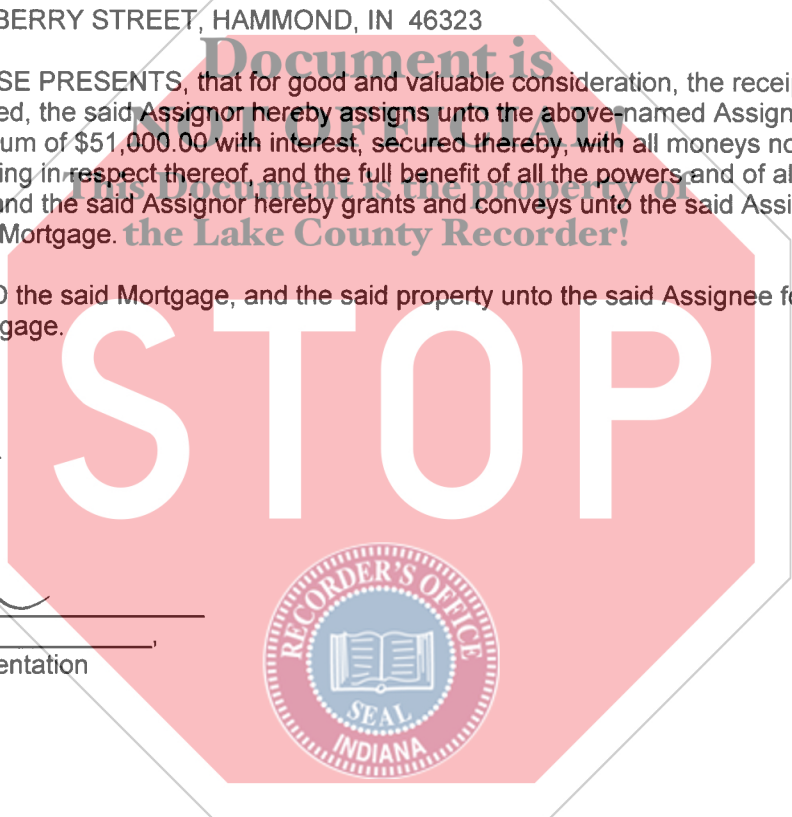 BERRY STREET, HAMMOND, IN 46323
Document is
SE PRESENTS, that for good and valuable consideration, the recei
ed, the said Assignor hereby assigns unto the above-named Assign
NOT OFFICIAL!
um of $51,000.00 with interest, secured thereby, with all moneys no
ing in respect thereof, and the full benefit of all the powers and of al
This Document is the property of
and the said Assignor hereby grants and conveys unto the said Assi
Mortgage.
the Lake County Recorder!
O the said Mortgage, and the said property unto the said Assignee fo
gage.
STOP
RECORDER'S OFFICE
SEAL
INDIANA
entation